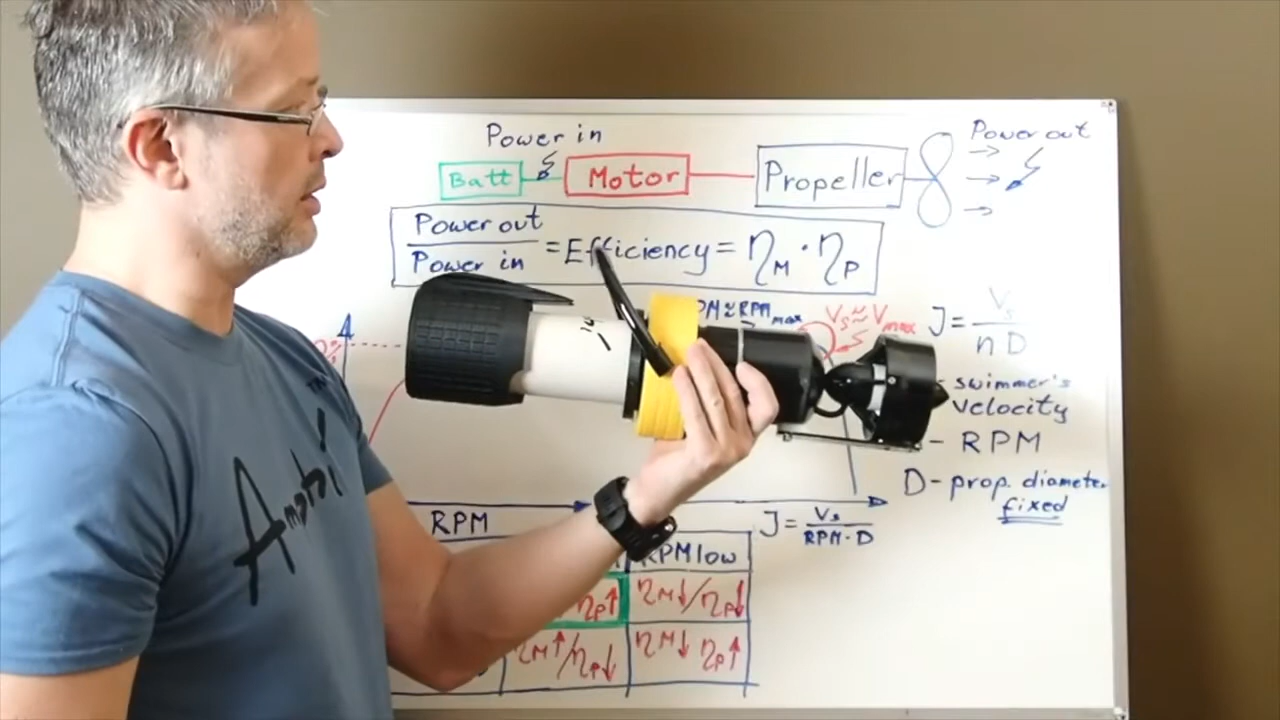 Power in
Power out
Batt
Motor
Propeller
Power out
Power in
= Efficiency = ηM · ηP
RPMmax
Vs ≈ Vmax
J = Vs
n D
swimmer's
velocity
- RPM
D - prop. diameter
fixed
RPM
J = Vs
RPM · D
RPM low
ηP↑
ηM↓/ηP↓
ηM↑/ηP↓
ηM↓ ηP↑